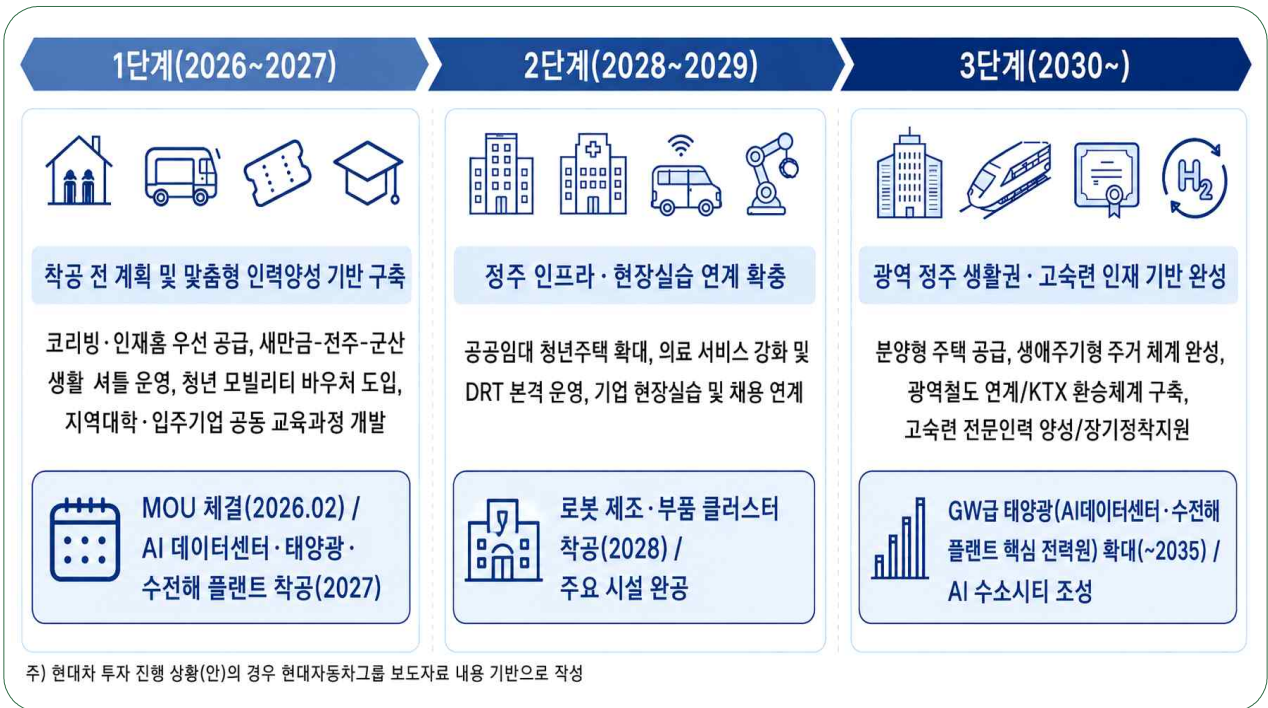 1단계(2026~2027)
2단계(2028~2029)
3단계(2030~)
착공 전 계획 및 맞춤형 인력양성 기반 구축
코리빙·인재홈 우선 공급, 새만금-전주-군산
생활 셔틀 운영, 청년 모빌리티 바우처 도입,
지역대학·입주기업 공동 교육과정 개발
MOU 체결(2026.02) /
AI 데이터센터·태양광·
수전해 플랜트 착공(2027)
정주 인프라·현장실습 연계 확충
공공임대 청년주택 확대, 의료 서비스 강화 및
DRT 본격 운영, 기업 현장실습 및 채용 연계
로봇 제조·부품 클러스터
착공(2028) /
주요 시설 완공
H2
광역 정주 생활권·고숙련 인재 기반 완성
분양형 주택 공급, 생애주기형 주거 체계 완성,
광역철도 연계/KTX 환승체계 구축,
고숙련 전문인력 양성/장기정착지원
GW급 태양광(AI데이터센터·수전해
플랜트 핵심 전력원) 확대(~2035) /
AI 수소시티 조성
주) 현대차 투자 진행 상황(안)의 경우 현대자동차그룹 보도자료 내용 기반으로 작성